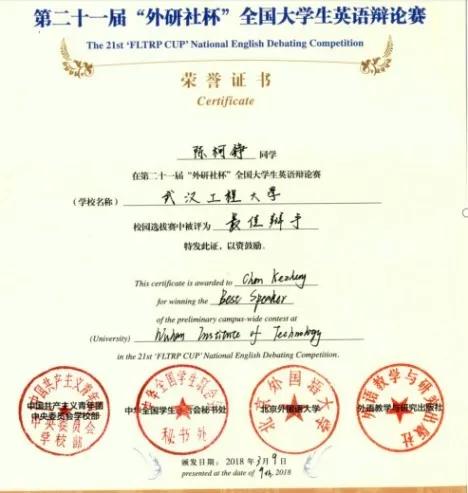 第二十一届“外研社杯”全国大学生英语辩论赛
The 21st 'FLTRP CUP' National English Debating Competition
荣誉证书
Certificate
陈柯铮 同学
在第二十一届“外研社杯”全国大学生英语辩论赛
(学校名称) 武汉工程大学
校园选拔赛中被评为 最佳辩手
特发此证，以资鼓励。
This certificate is awarded to Chen Kezheng
for winning the Best Speaker
of the preliminary campus-wide contest at
(University) Wuhan Institute of Technology
in the 21st 'FLTRP CUP' National English Debating Competition.
中国共产主义青年团 中央委员会学校部
中华全国学生联合会秘书处
北京外国语大学
外语教学与研究出版社
颁发日期：2018年3月9日
presented at the date of 9th, 2018